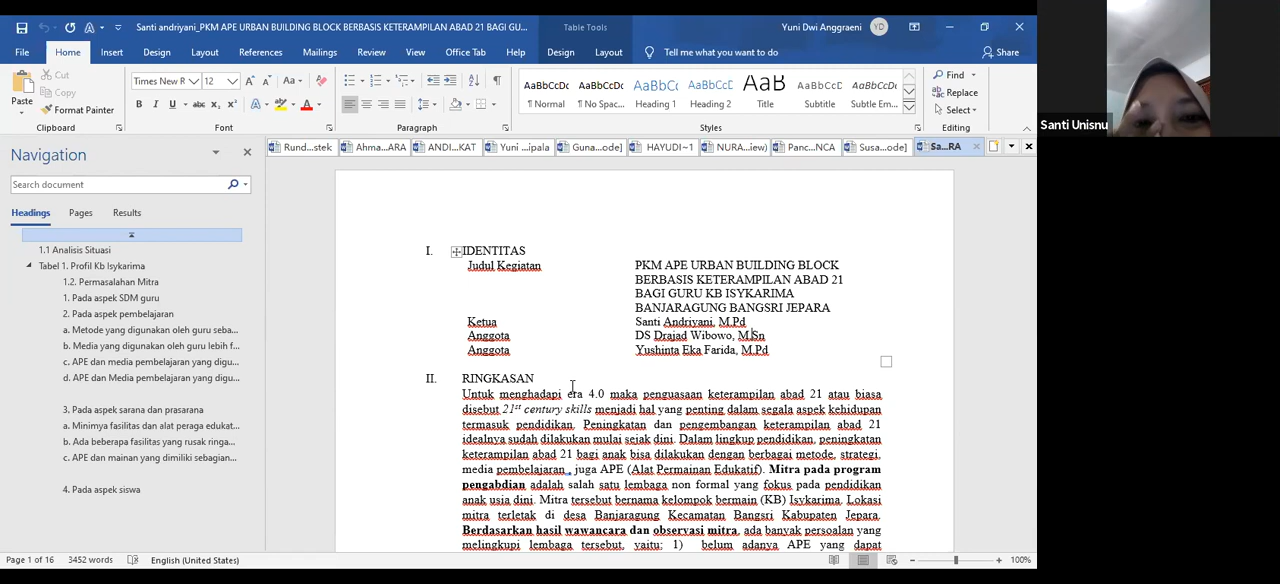 Santi andriyani_PKM APE URBAN BUILDING BLOCK BERBASIS KETERAMPILAN ABAD 21 BAGI GU...
Table Tools
Yuni Dwi Anggraeni
YD
File
Home
Insert
Design
Layout
References
Mailings
Review
View
Office Tab
Help
Design
Layout
Tell me what you want to do
Share
Paste
Cut
Copy
Format Painter
Clipboard
Times New R
12
Font
Paragraph
AaBbCcDc
AaBbCcDc
AaBbCc
AaBbCcC
AaB
AaBbCcD
AaBbCcDc
¶ Normal
¶ No Spac...
Heading 1
Heading 2
Title
Subtitle
Subtle Em...
Styles
Find
Replace
Select
Editing
Santi Unisnu
Rund...stek
Ahma...ARA
ANDI...KAT
Yuni ...ipala
Guna...ode]
HAYUDI~1
NURA...iew)
Panc...NCA
Susa...ode]
Sa...RA
Navigation
Search document
Headings
Pages
Results
1.1 Analisis Situasi
Tabel 1. Profil Kb Isykarima
1.2. Permasalahan Mitra
1. Pada aspek SDM guru
2. Pada aspek pembelajaran
a. Metode yang digunakan oleh guru seba...
b. Media yang digunakan oleh guru lebih f...
c. APE dan media pembelajaran yang digu...
d. APE dan Media pembelajaran yang digu...
3. Pada aspek sarana dan prasarana
a. Minimya fasilitas dan alat peraga edukat...
b. Ada beberapa fasilitas yang rusak ringa...
c. APE dan mainan yang dimiliki sebagian...
4. Pada aspek siswa
I. IDENTITAS
Judul Kegiatan PKM APE URBAN BUILDING BLOCK
BERBASIS KETERAMPILAN ABAD 21
BAGI GURU KB ISYKARIMA
BANJARAGUNG BANGSRI JEPARA
Ketua Santi Andriyani, M.Pd
Anggota DS Drajad Wibowo, M.Sn
Anggota Yushinta Eka Farida, M.Pd
II. RINGKASAN
Untuk menghadapi era 4.0 maka penguasaan keterampilan abad 21 atau biasa
disebut 21st century skills menjadi hal yang penting dalam segala aspek kehidupan
termasuk pendidikan. Peningkatan dan pengembangan keterampilan abad 21
idealnya sudah dilakukan mulai sejak dini. Dalam lingkup pendidikan, peningkatan
keterampilan abad 21 bagi anak bisa dilakukan dengan berbagai metode, strategi,
media pembelajaran , juga APE (Alat Permainan Edukatif). Mitra pada program
pengabdian adalah salah satu lembaga non formal yang fokus pada pendidikan
anak usia dini. Mitra tersebut bernama kelompok bermain (KB) Isykarima. Lokasi
mitra terletak di desa Banjaragung Kecamatan Bangsri Kabupaten Jepara.
Berdasarkan hasil wawancara dan observasi mitra, ada banyak persoalan yang
melingkupi lembaga tersebut, yaitu: 1) belum adanya APE yang dapat
Page 1 of 16
3452 words
English (United States)
100%